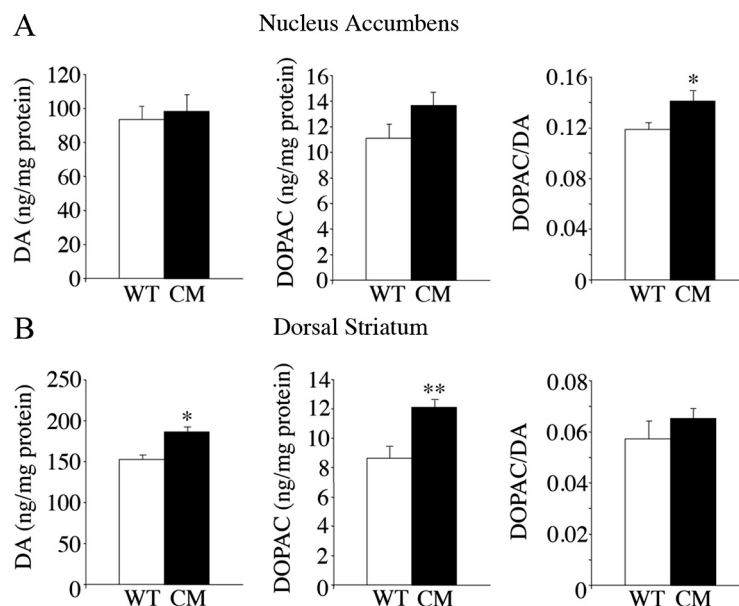 A
Nucleus Accumbens
DA (ng/mg protein)
120
100
80
60
40
20
0
WT CM
DOPAC (ng/mg protein)
16
14
12
10
8
6
4
2
0
WT CM
DOPAC/DA
0.16
0.12
0.08
0.04
0
*
WT CM
B
Dorsal Striatum
DA (ng/mg protein)
250
200
150
100
50
0
*
WT CM
DOPAC (ng/mg protein)
14
12
10
8
6
4
2
0
**
WT CM
DOPAC/DA
0.08
0.06
0.04
0.02
0
WT CM